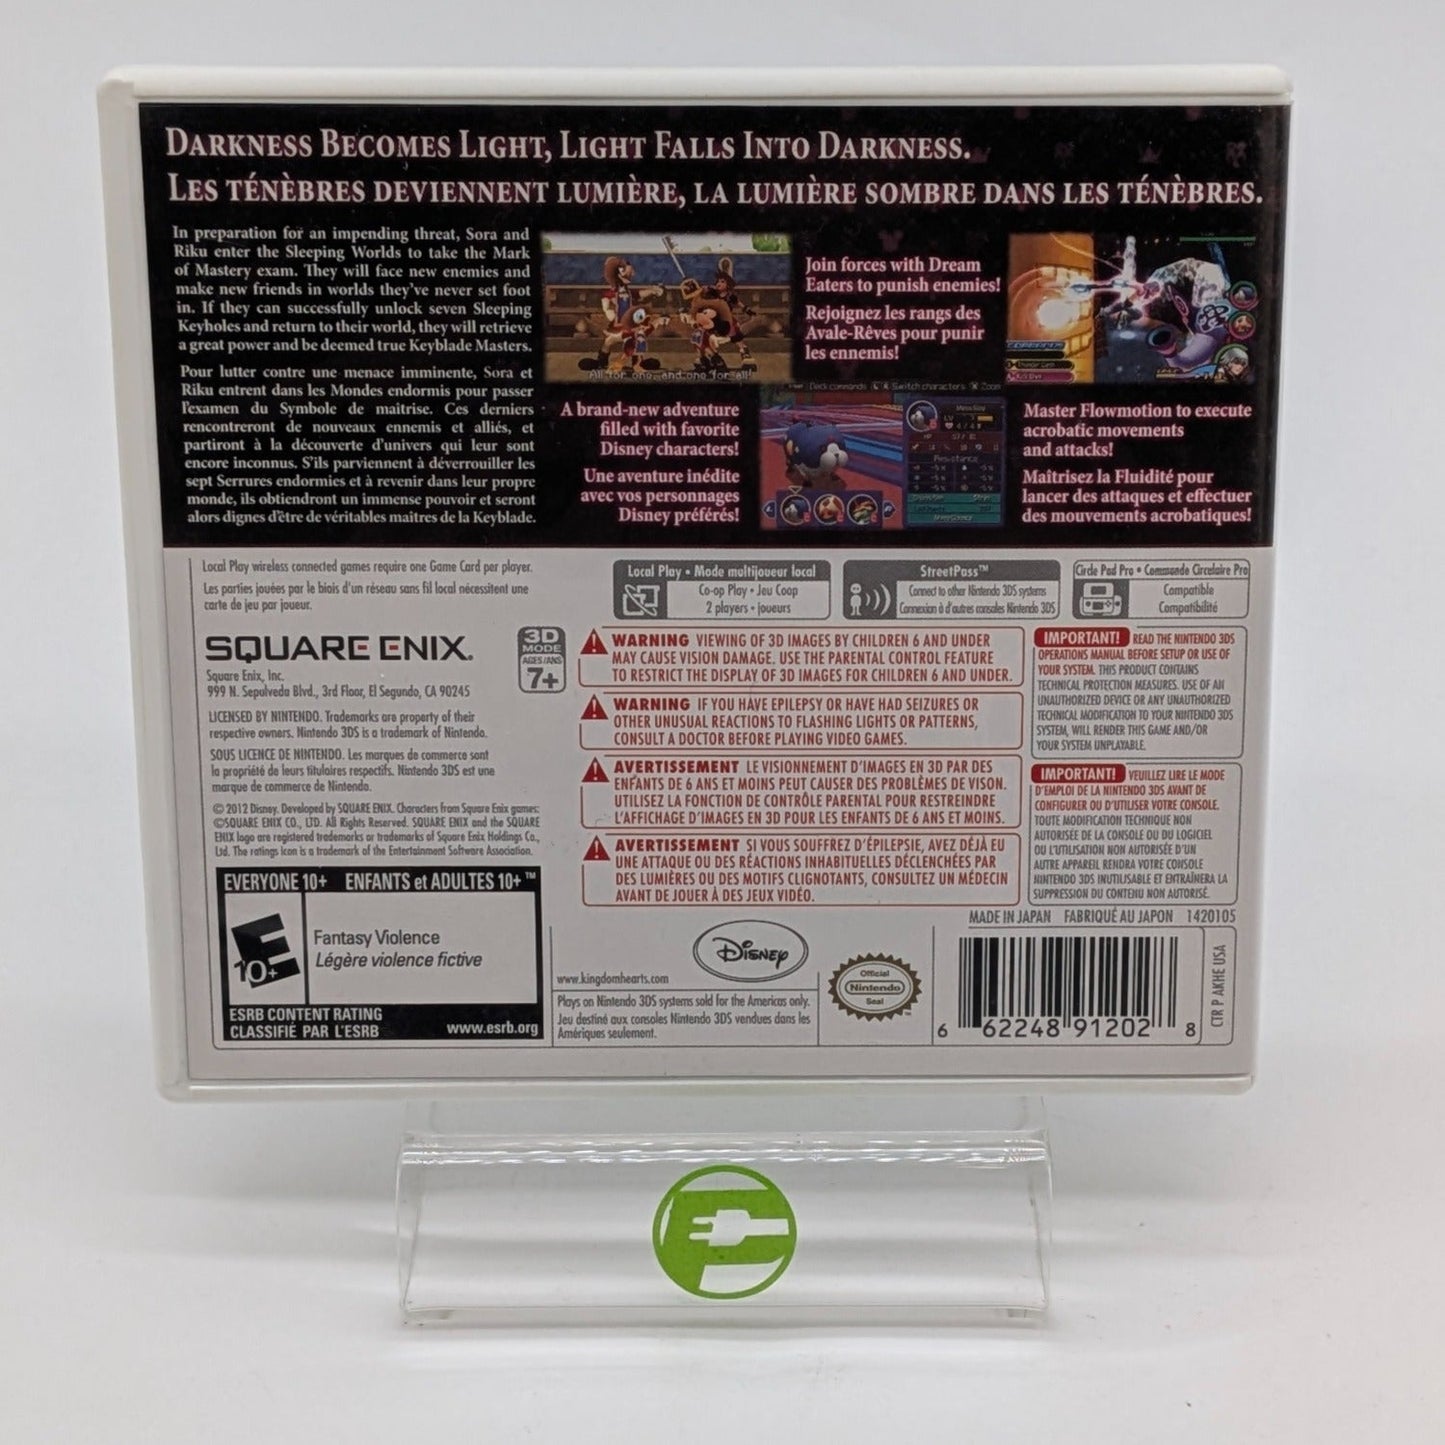 DARKNESS BECOMES LIGHT, LIGHT FALLS INTO DARKNESS.
LES TÉNÈBRES DEVIENNENT LUMIÈRE, LA LUMIÈRE SOMBRE DANS LES TÉNÈBRES.
In preparation for an impending threat, Sora and
Riku enter the Sleeping Worlds to take the Mark
of Mastery exam. They will face new enemies and
make new friends in worlds they've never set foot
in. If they can successfully unlock seven Sleeping
Keyholes and return to their world, they will retrieve
a great power and be deemed true Keyblade Masters.
Pour lutter contre une menace imminente, Sora et
Riku entrent dans les Mondes endormis pour passer
l'examen du Symbole de maîtrise. Ces derniers
rencontreront de nouveaux ennemis et alliés, et
partiront à la découverte d'univers qui leur sont
encore inconnus. S'ils parviennent à déverrouiller les
sept Serrures endormies et à revenir dans leur propre
monde, ils obtiendront un immense pouvoir et seront
alors dignes d'être de véritables maîtres de la Keyblade.
All for one, and one for all!
Join forces with Dream
Eaters to punish enemies!
Rejoignez les rangs des
Avale-Rêves pour punir
les ennemis!
A brand-new adventure
filled with favorite
Disney characters!
Une aventure inédite
avec vos personnages
Disney préférés!
Deck commands L R Switch characters X Zoom
Resistance
Master Flowmotion to execute
acrobatic movements
and attacks!
Maîtrisez la Fluidité pour
lancer des attaques et effectuer
des mouvements acrobatiques!
Local Play wireless connected games require one Game Card per player.
Les parties jouées par le biois d'un réseau sans fil local nécessitent une
carte de jeu par joueur.
Local Play • Mode multijoueur local
Co-op Play • Jeu Coop
2 players • joueurs
StreetPass™
Connect to other Nintendo 3DS systems
Connexion à d'autres consoles Nintendo 3DS
Circle Pad Pro • Commande Circulaire Pro
Compatible
Compatibilité
SQUARE ENIX.
Square Enix, Inc.
999 N. Sepulveda Blvd., 3rd Floor, El Segundo, CA 90245
3D
MODE
AGES/ANS
7+
LICENSED BY NINTENDO. Trademarks are property of their
respective owners. Nintendo 3DS is a trademark of Nintendo.
SOUS LICENCE DE NINTENDO. Les marques de commerce sont
la propriété de leurs titulaires respectifs. Nintendo 3DS est une
marque de commerce de Nintendo.
© 2012 Disney. Developed by SQUARE ENIX. Characters from Square Enix games:
©SQUARE ENIX CO., LTD. All Rights Reserved. SQUARE ENIX and the SQUARE
ENIX logo are registered trademarks or trademarks of Square Enix Holdings Co.,
Ltd. The ratings icon is a trademark of the Entertainment Software Association.
WARNING VIEWING OF 3D IMAGES BY CHILDREN 6 AND UNDER
MAY CAUSE VISION DAMAGE. USE THE PARENTAL CONTROL FEATURE
TO RESTRICT THE DISPLAY OF 3D IMAGES FOR CHILDREN 6 AND UNDER.
WARNING IF YOU HAVE EPILEPSY OR HAVE HAD SEIZURES OR
OTHER UNUSUAL REACTIONS TO FLASHING LIGHTS OR PATTERNS,
CONSULT A DOCTOR BEFORE PLAYING VIDEO GAMES.
AVERTISSEMENT LE VISIONNEMENT D'IMAGES EN 3D PAR DES
ENFANTS DE 6 ANS ET MOINS PEUT CAUSER DES PROBLÈMES DE VISON.
UTILISEZ LA FONCTION DE CONTRÔLE PARENTAL POUR RESTREINDRE
L'AFFICHAGE D'IMAGES EN 3D POUR LES ENFANTS DE 6 ANS ET MOINS.
AVERTISSEMENT SI VOUS SOUFFREZ D'ÉPILEPSIE, AVEZ DÉJÀ EU
UNE ATTAQUE OU DES RÉACTIONS INHABITUELLES DÉCLENCHÉES PAR
DES LUMIÈRES OU DES MOTIFS CLIGNOTANTS, CONSULTEZ UN MÉDECIN
AVANT DE JOUER À DES JEUX VIDÉO.
IMPORTANT! READ THE NINTENDO 3DS
OPERATIONS MANUAL BEFORE SETUP OR USE OF
YOUR SYSTEM. THIS PRODUCT CONTAINS
TECHNICAL PROTECTION MEASURES. USE OF AN
UNAUTHORIZED DEVICE OR ANY UNAUTHORIZED
TECHNICAL MODIFICATION TO YOUR NINTENDO 3DS
SYSTEM, WILL RENDER THIS GAME AND/OR
YOUR SYSTEM UNPLAYABLE.
IMPORTANT! VEUILLEZ LIRE LE MODE
D'EMPLOI DE LA NINTENDO 3DS AVANT DE
CONFIGURER OU D'UTILISER VOTRE CONSOLE.
TOUTE MODIFICATION TECHNIQUE NON
AUTORISÉE DE LA CONSOLE OU DU LOGICIEL
OU L'UTILISATION NON AUTORISÉE D'UN
AUTRE APPAREIL RENDRA VOTRE CONSOLE
NINTENDO 3DS INUTILISABLE ET ENTRAÎNERA LA
SUPPRESSION DU CONTENU NON AUTORISÉ.
EVERYONE 10+ ENFANTS et ADULTES 10+ ™
E
10+
Fantasy Violence
Légère violence fictive
ESRB CONTENT RATING
CLASSIFIÉ PAR L'ESRB
www.esrb.org
Disney
www.kingdomhearts.com
Plays on Nintendo 3DS systems sold for the Americas only.
Jeu destiné aux consoles Nintendo 3DS vendues dans les
Amériques seulement.
Official
Nintendo
Seal
MADE IN JAPAN FABRIQUÉ AU JAPON 1420105
6 62248 91202 8
CTR P AKHE USA